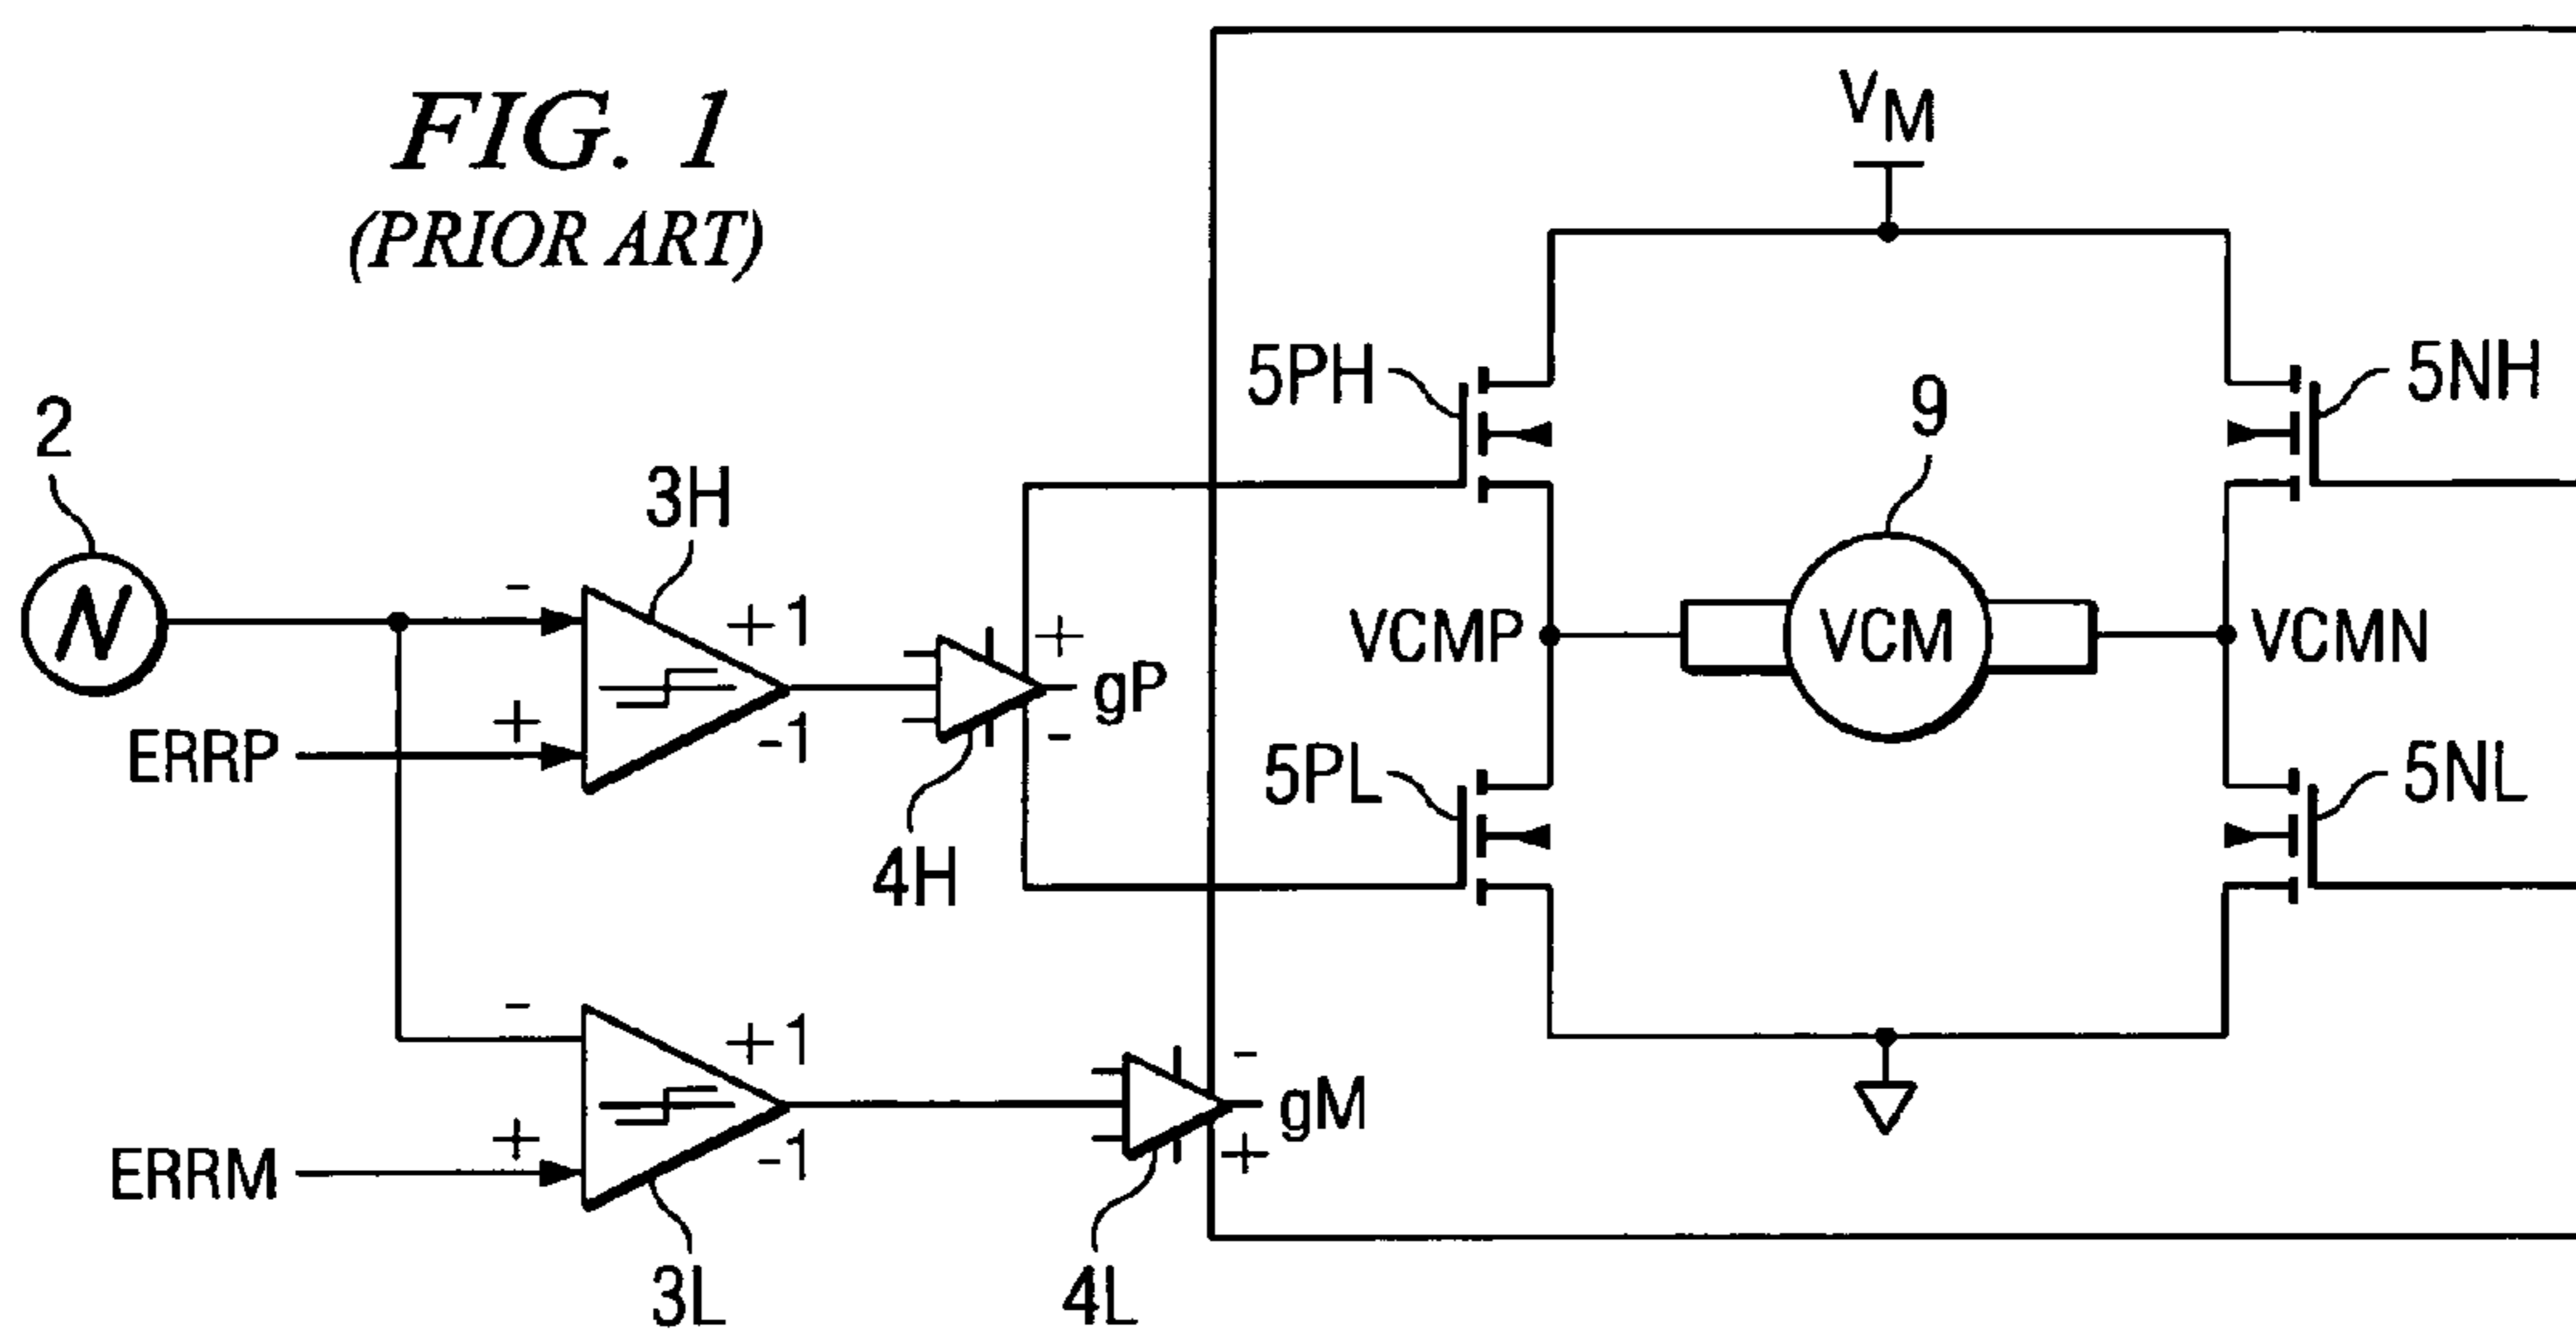 FIG. 1
(PRIOR ART)
VM
5PH
5NH
2
9
3H
-
+1
+
gP
VCMP
VCM
VCMN
+
ERRP
-1
-
5PL
5NL
4H
-
+1
-
gM
+
ERRM
-1
+
3L
4L